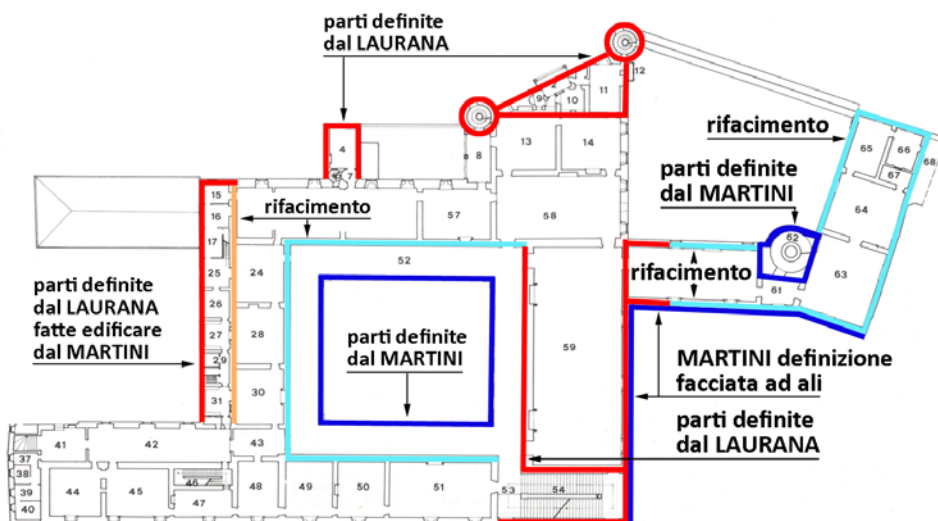 parti definite
dal LAURANA
12
11
9
10
rifacimento
65
66
68
67
4
7
8
13
14
parti definite
dal MARTINI
15
16
17
rifacimento
57
58
64
62
52
24
rifacimento
63
61
25
parti definite
dal LAURANA
fatte edificare
dal MARTINI
26
27
28
29
parti definite
dal MARTINI
59
MARTINI definizione
facciata ad ali
31
30
parti definite
dal LAURANA
41
42
43
37
38
39
40
44
45
46
47
48
49
50
51
53
54